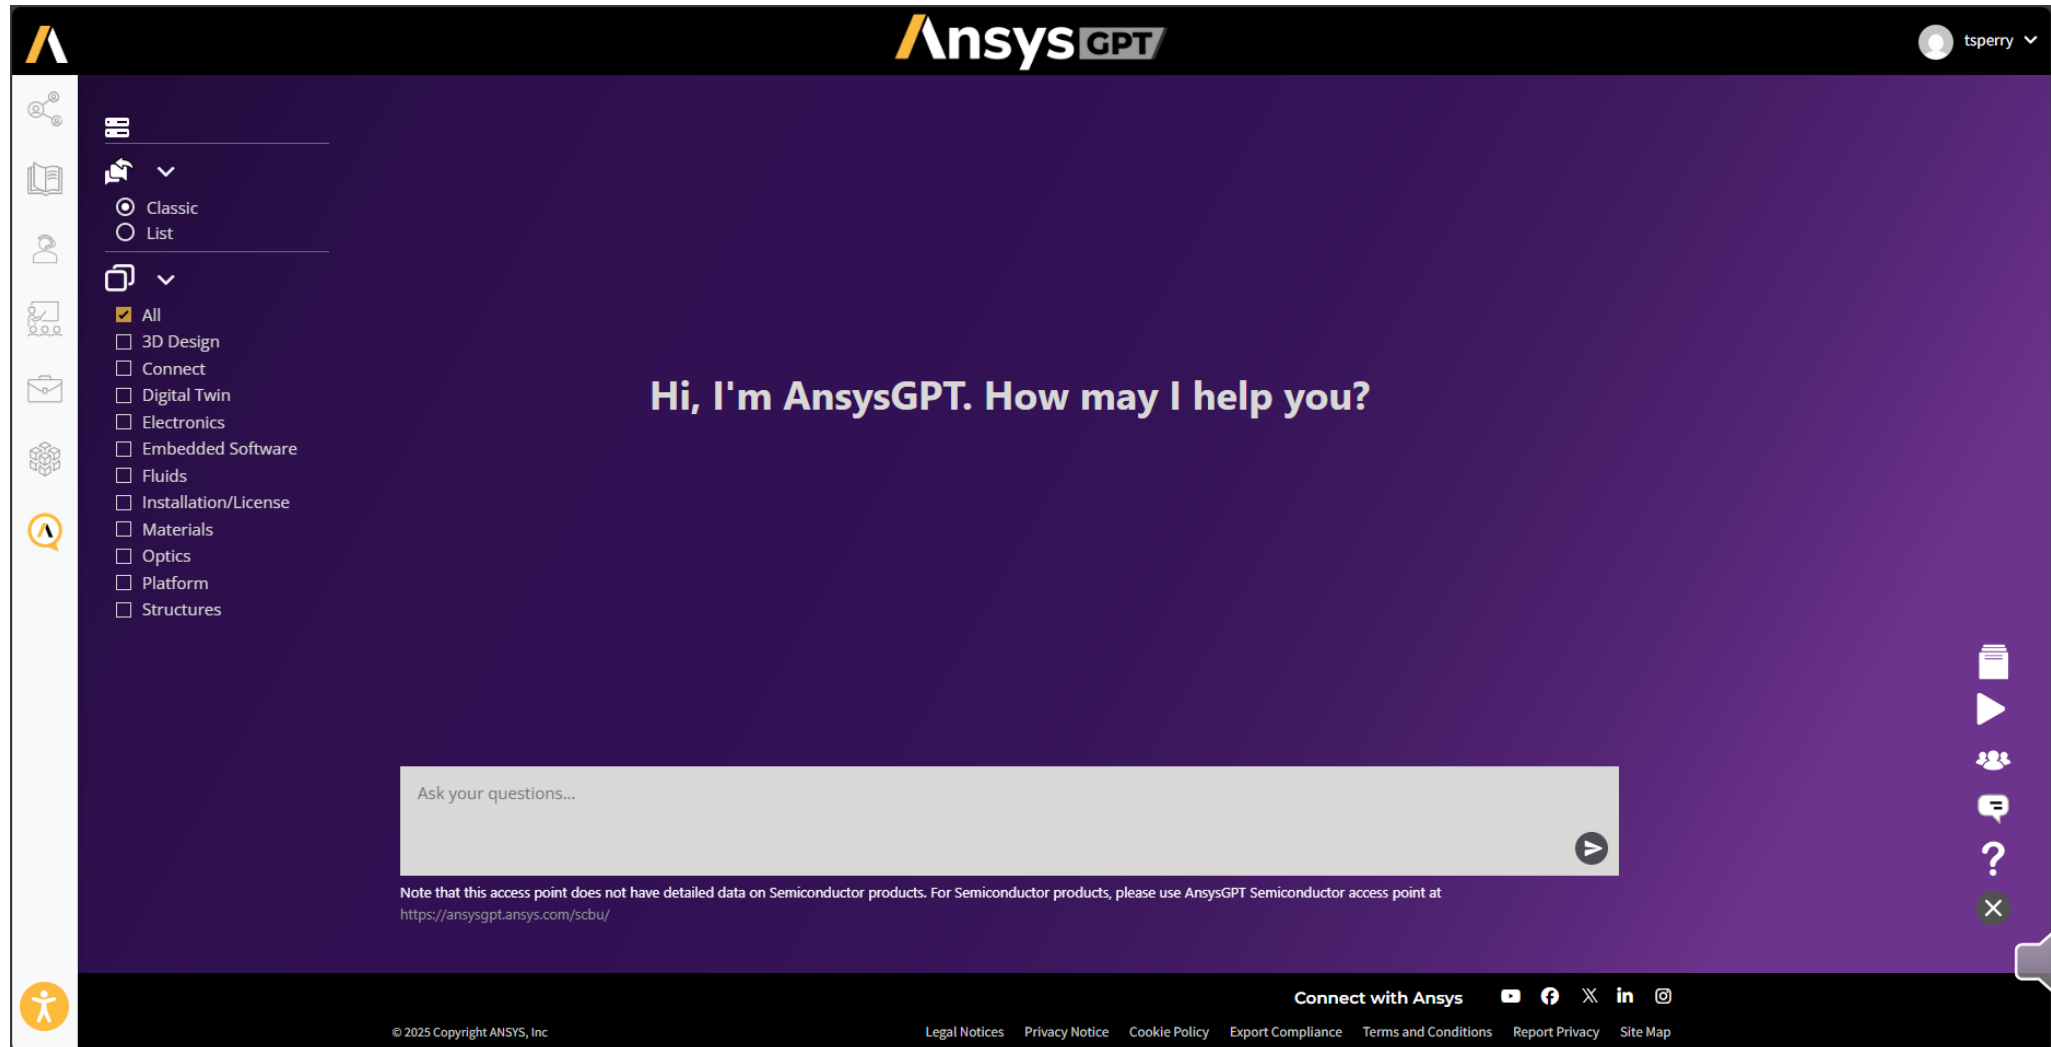 Ansys GPT
tsperry
Classic
List
All
3D Design
Connect
Digital Twin
Electronics
Embedded Software
Fluids
Installation/License
Materials
Optics
Platform
Structures
Hi, I'm AnsysGPT. How may I help you?
Ask your questions...
Note that this access point does not have detailed data on Semiconductor products. For Semiconductor products, please use AnsysGPT Semiconductor access point at
https://ansysgpt.ansys.com/scbu/
Connect with Ansys
© 2025 Copyright ANSYS, Inc
Legal Notices Privacy Notice Cookie Policy Export Compliance Terms and Conditions Report Privacy Site Map